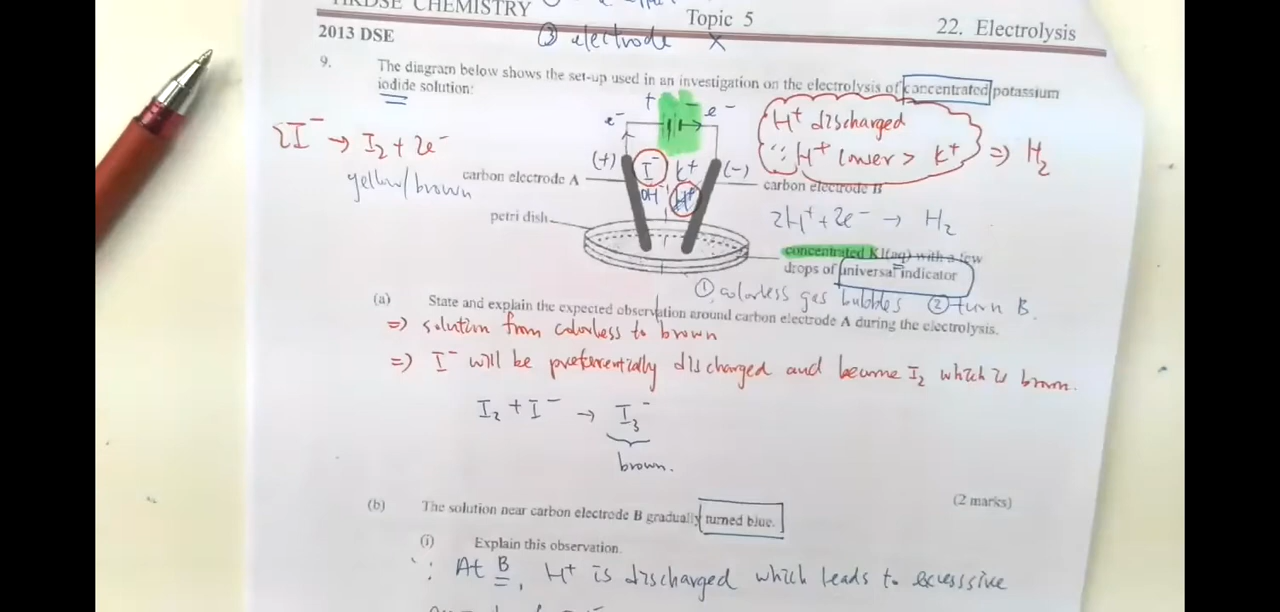 CHEMISTRY
Topic 5
22. Electrolysis
2013 DSE
③ electrode X
9. The diagram below shows the set-up used in an investigation on the electrolysis of concentrated potassium
iodide solution:
+ − e−
e−
H+ discharged
∵ H+ lower > K+ ⇒ H2
2I− → I2 + 2e−
yellow/brown
(+) I− K+ (−)
OH− H+
carbon electrode A
carbon electrode B
2H+ + 2e− → H2
petri dish
concentrated KI(aq) with a few
drops of universal indicator
① colorless gas bubbles ② turn B.
(a) State and explain the expected observation around carbon electrode A during the electrolysis.
⇒ solution from colorless to brown
⇒ I− will be preferentially discharged and become I2 which is brown.
I2 + I− → I3−
brown.
(2 marks)
(b) The solution near carbon electrode B gradually turned blue.
(i) Explain this observation.
∵ At B, H+ is discharged which leads to excesssive